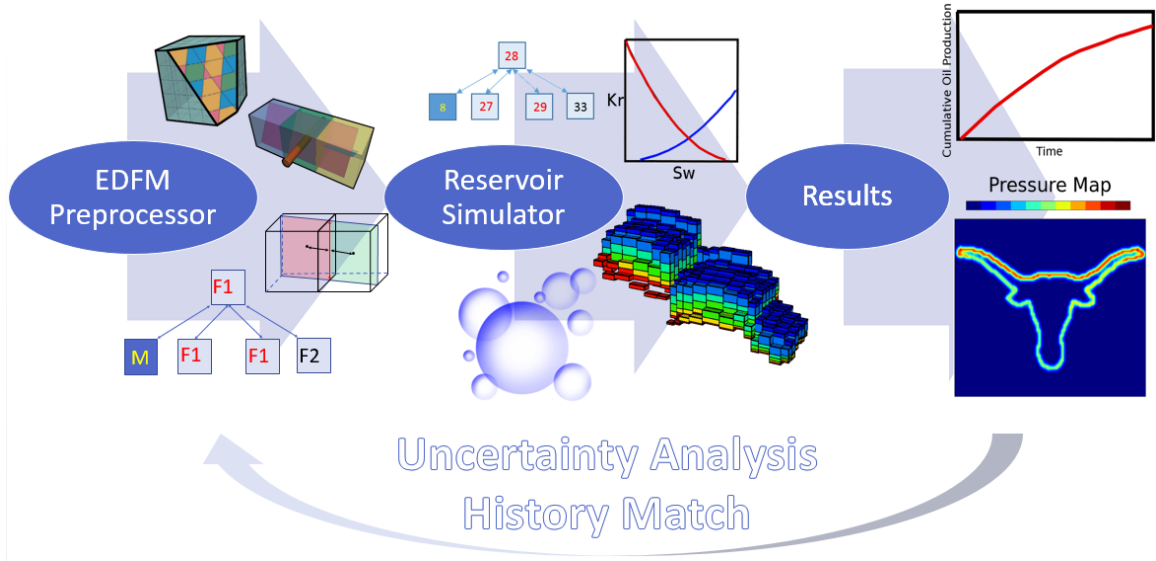 EDFM
Preprocessor
F1
M
F1
F1
F2
28
8
27
29
33
Kr
Sw
Reservoir
Simulator
Results
Cumulative Oil Production
Time
Pressure Map
Uncertainty Analysis
History Match